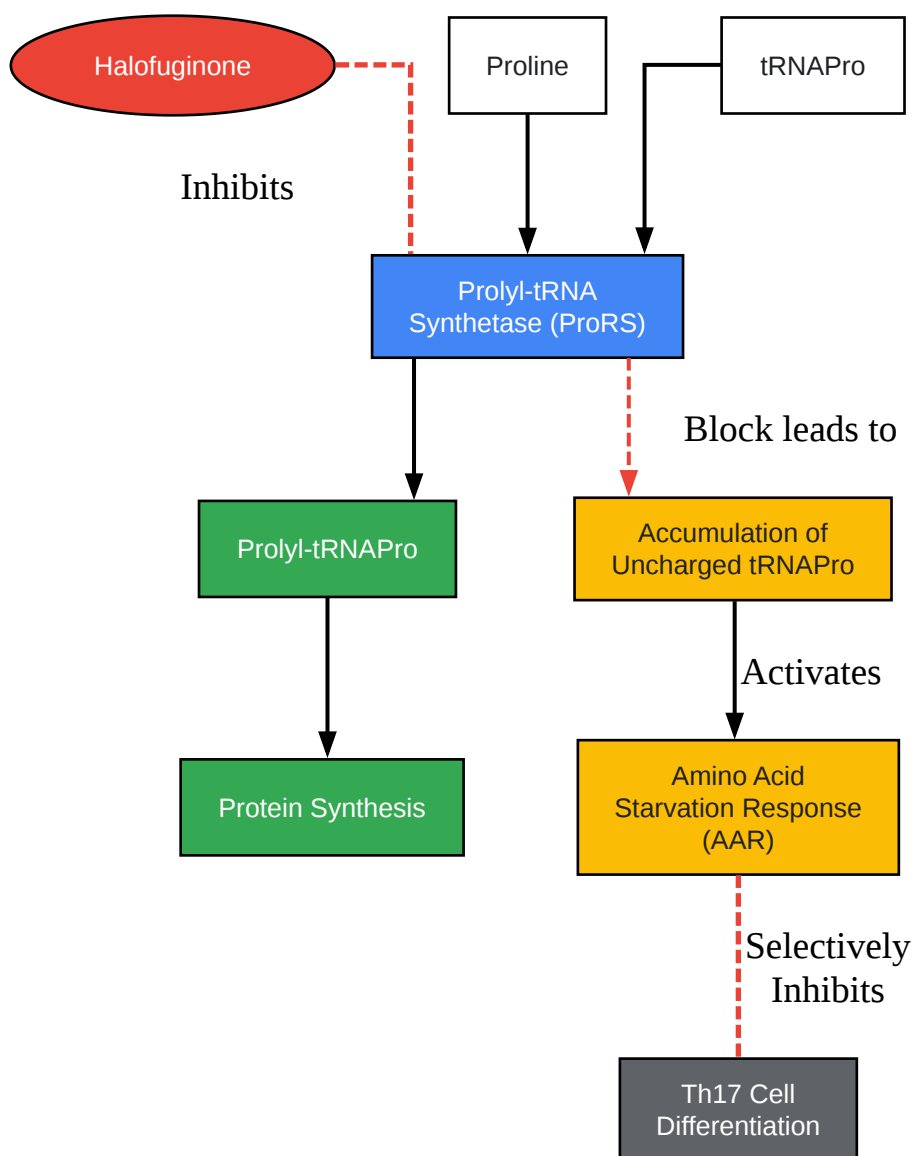 Halofuginone
Proline
tRNAPro
Inhibits
Prolyl-tRNA
Synthetase (ProRS)
Block leads to
Prolyl-tRNAPro
Accumulation of
Uncharged tRNAPro
Activates
Protein Synthesis
Amino Acid
Starvation Response
(AAR)
Selectively
Inhibits
Th17 Cell
Differentiation